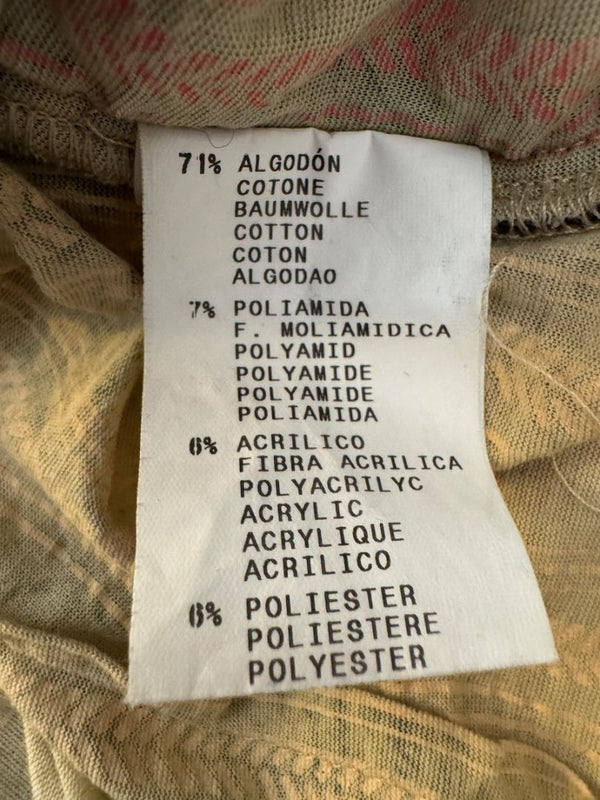 71% ALGODÓN
COTONE
BAUMWOLLE
COTTON
COTON
ALGODAO
7% POLIAMIDA
F. MOLIAMIDICA
POLYAMID
POLYAMIDE
POLYAMIDE
POLIAMIDA
6% ACRILICO
FIBRA ACRILICA
POLYACRILYC
ACRYLIC
ACRYLIQUE
ACRILICO
6% POLIESTER
POLIESTERE
POLYESTER